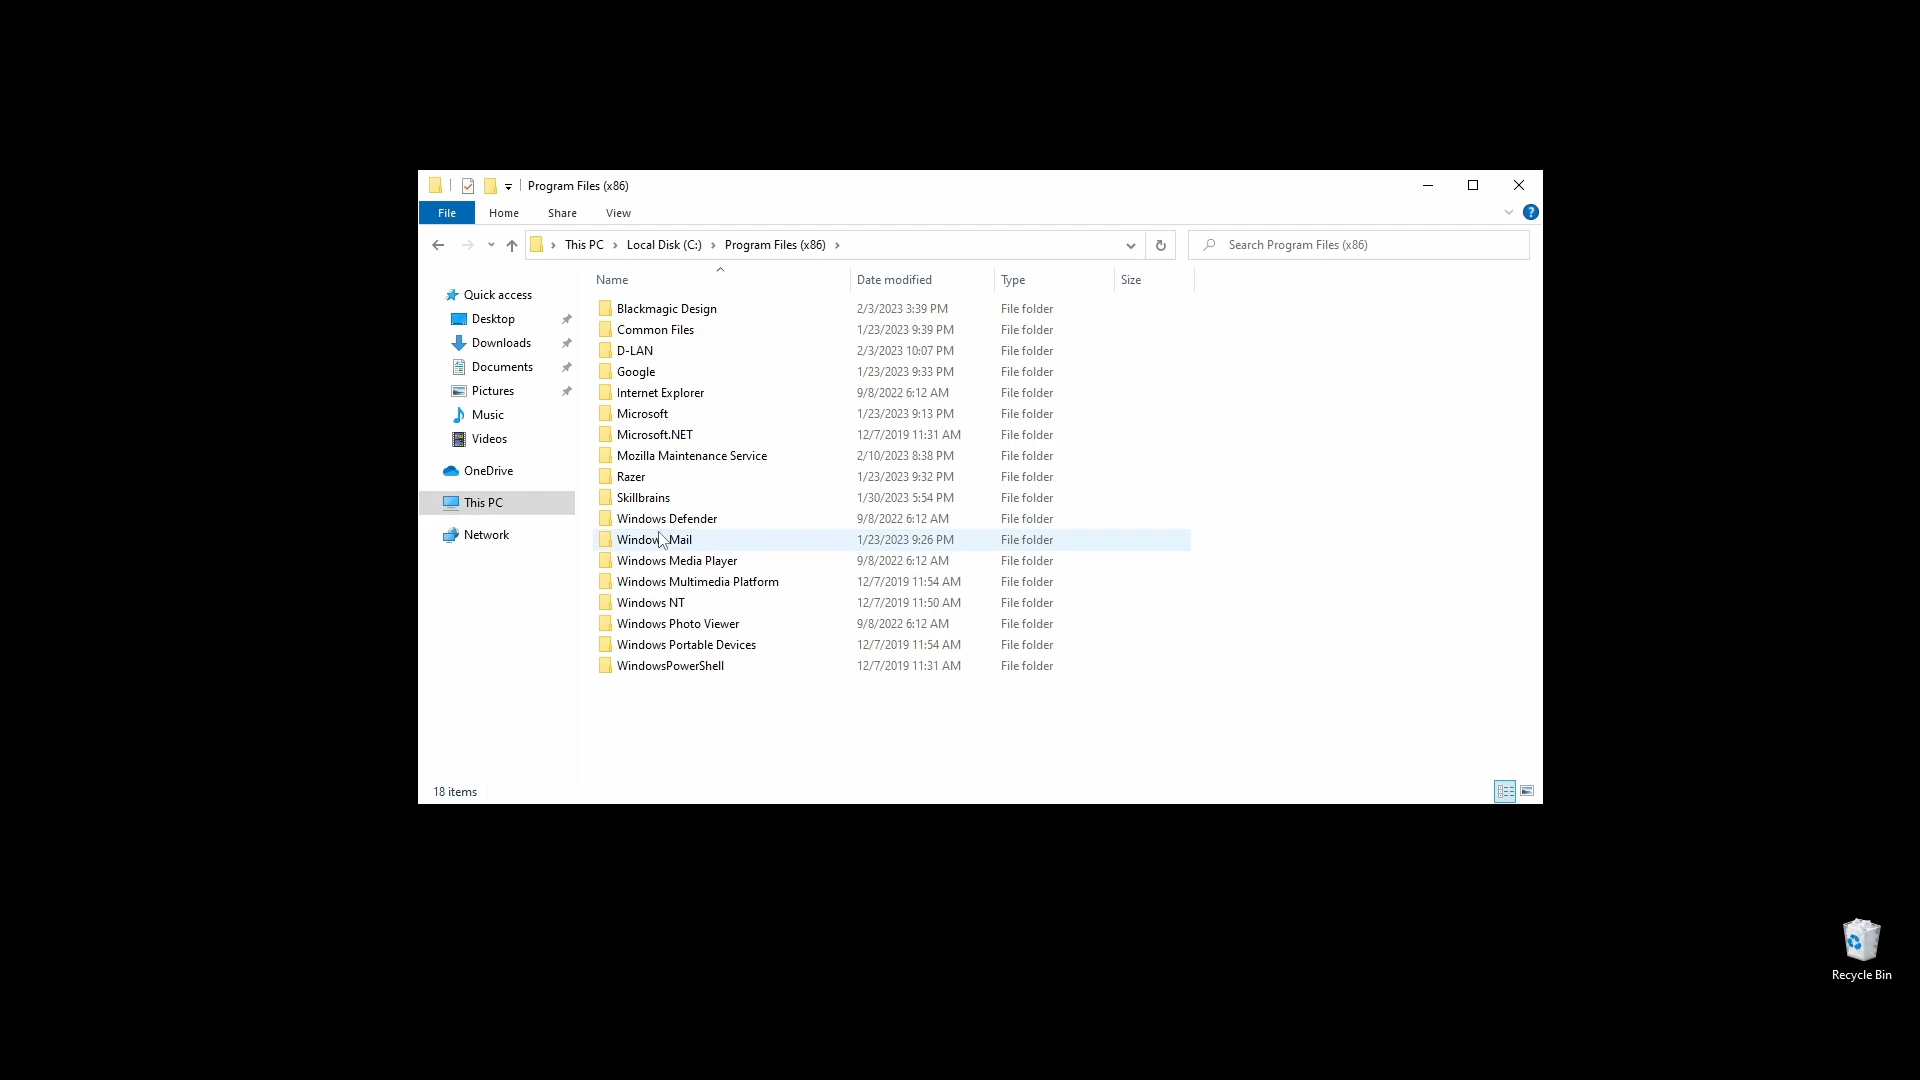 Program Files (x86)
File Home Share View
This PC Local Disk (C:) Program Files (x86) Search Program Files (x86)
Name Date modified Type Size
Quick access
Desktop
Downloads
Documents
Pictures
Music
Videos
OneDrive
This PC
Network
Blackmagic Design 2/3/2023 3:39 PM File folder
Common Files 1/23/2023 9:39 PM File folder
D-LAN 2/3/2023 10:07 PM File folder
Google 1/23/2023 9:33 PM File folder
Internet Explorer 9/8/2022 6:12 AM File folder
Microsoft 1/23/2023 9:13 PM File folder
Microsoft.NET 12/7/2019 11:31 AM File folder
Mozilla Maintenance Service 2/10/2023 8:38 PM File folder
Razer 1/23/2023 9:32 PM File folder
Skillbrains 1/30/2023 5:54 PM File folder
Windows Defender 9/8/2022 6:12 AM File folder
Windows Mail 1/23/2023 9:26 PM File folder
Windows Media Player 9/8/2022 6:12 AM File folder
Windows Multimedia Platform 12/7/2019 11:54 AM File folder
Windows NT 12/7/2019 11:50 AM File folder
Windows Photo Viewer 9/8/2022 6:12 AM File folder
Windows Portable Devices 12/7/2019 11:54 AM File folder
WindowsPowerShell 12/7/2019 11:31 AM File folder
18 items
Recycle Bin